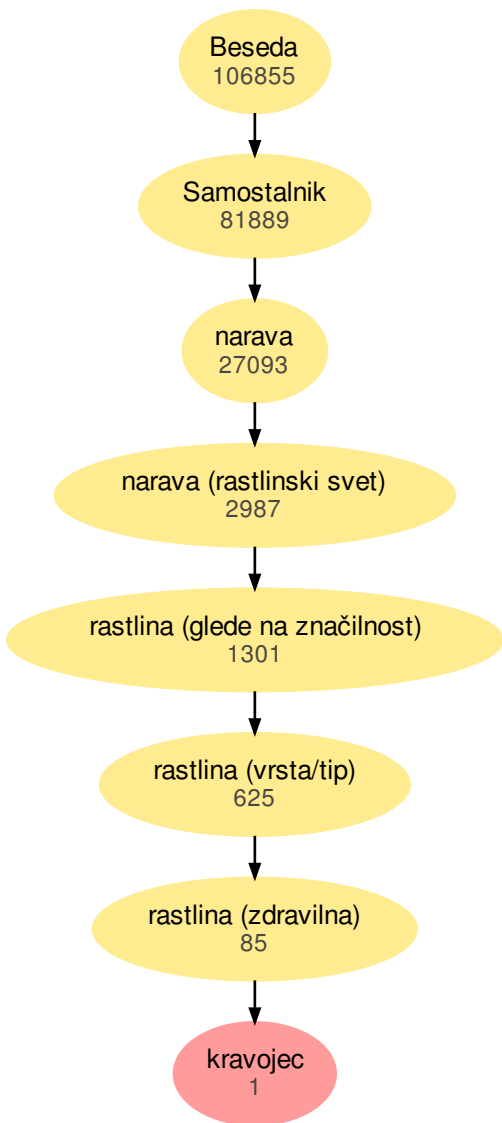 Beseda
106855
Samostalnik
81889
narava
27093
narava (rastlinski svet)
2987
rastlina (glede na značilnost)
1301
rastlina (vrsta/tip)
625
rastlina (zdravilna)
85
kravojec
1